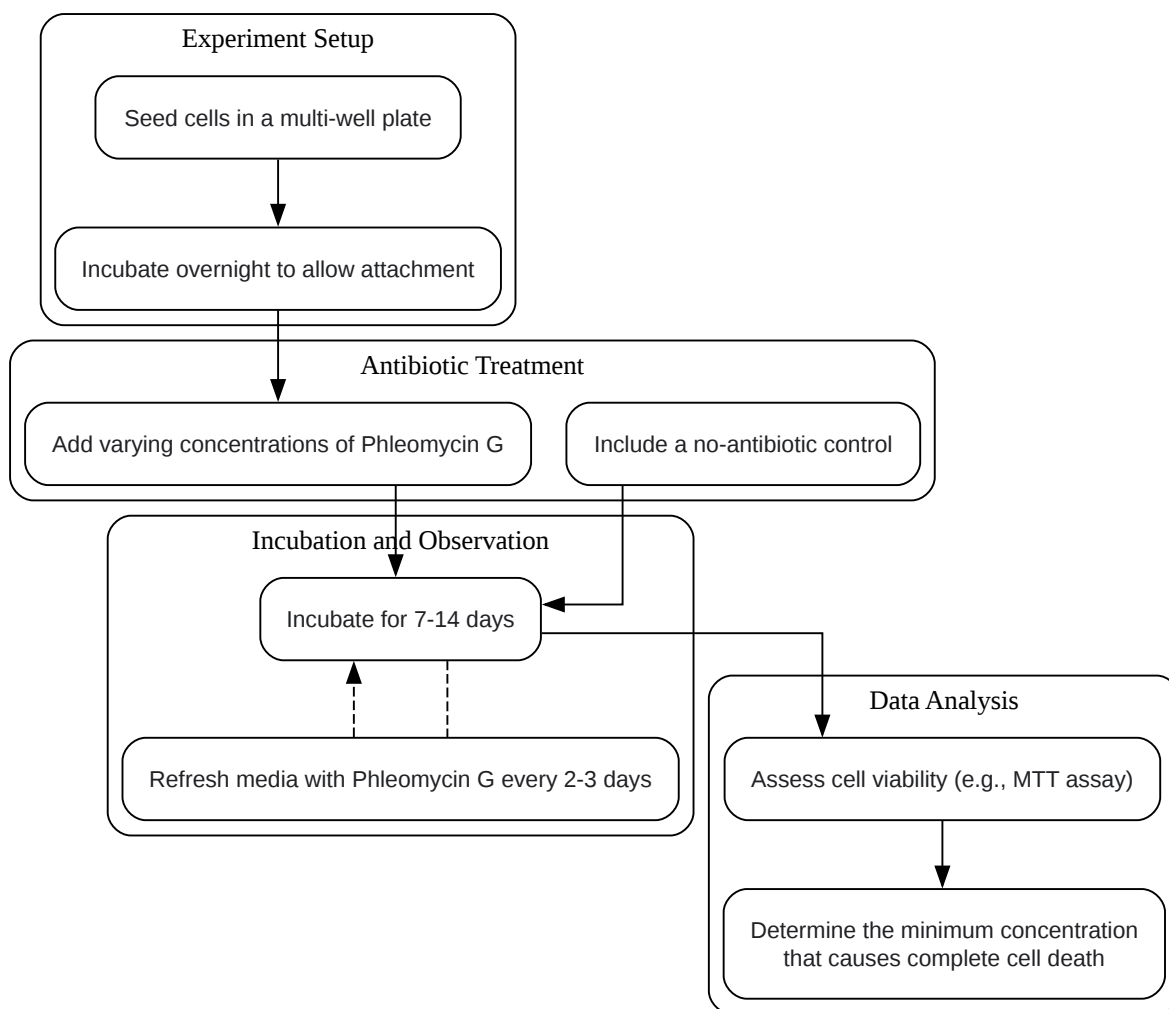 Experiment Setup
Seed cells in a multi-well plate
Incubate overnight to allow attachment
Antibiotic Treatment
Add varying concentrations of Phleomycin G
Include a no-antibiotic control
Incubation and Observation
Incubate for 7-14 days
Refresh media with Phleomycin G every 2-3 days
Data Analysis
Assess cell viability (e.g., MTT assay)
Determine the minimum concentration
that causes complete cell death